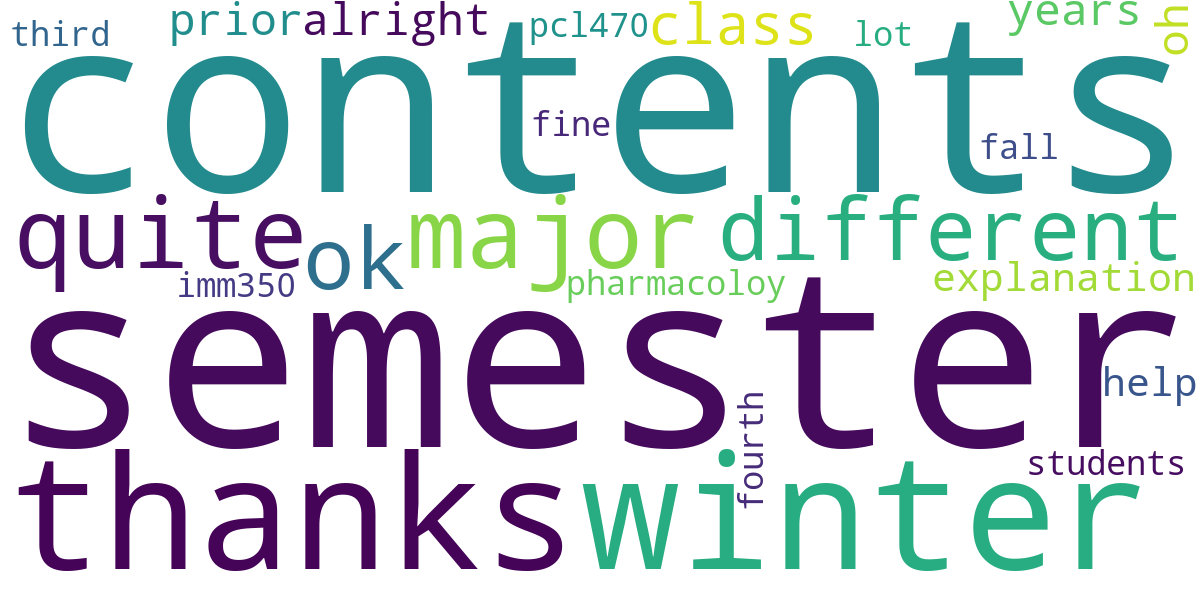 third prior alright pcl470 class lot years oh
contents
fine fall
quite ok major different
imm350 pharmacoloy explanation
semester
help
fourth students
thanks winter